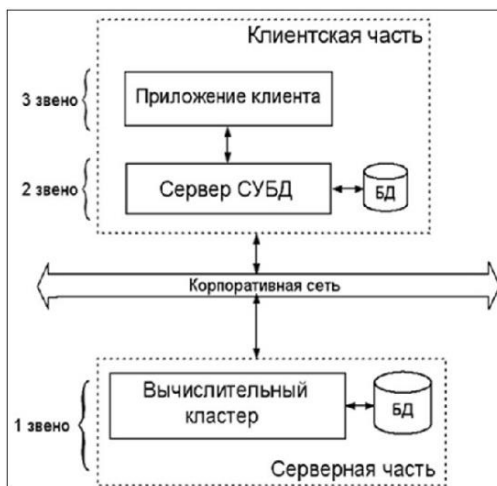 Клиентская часть
3 звено
Приложение клиента
2 звено
Сервер СУБД
БД
Корпоративная сеть
1 звено
Вычислительный
кластер
БД
Серверная часть